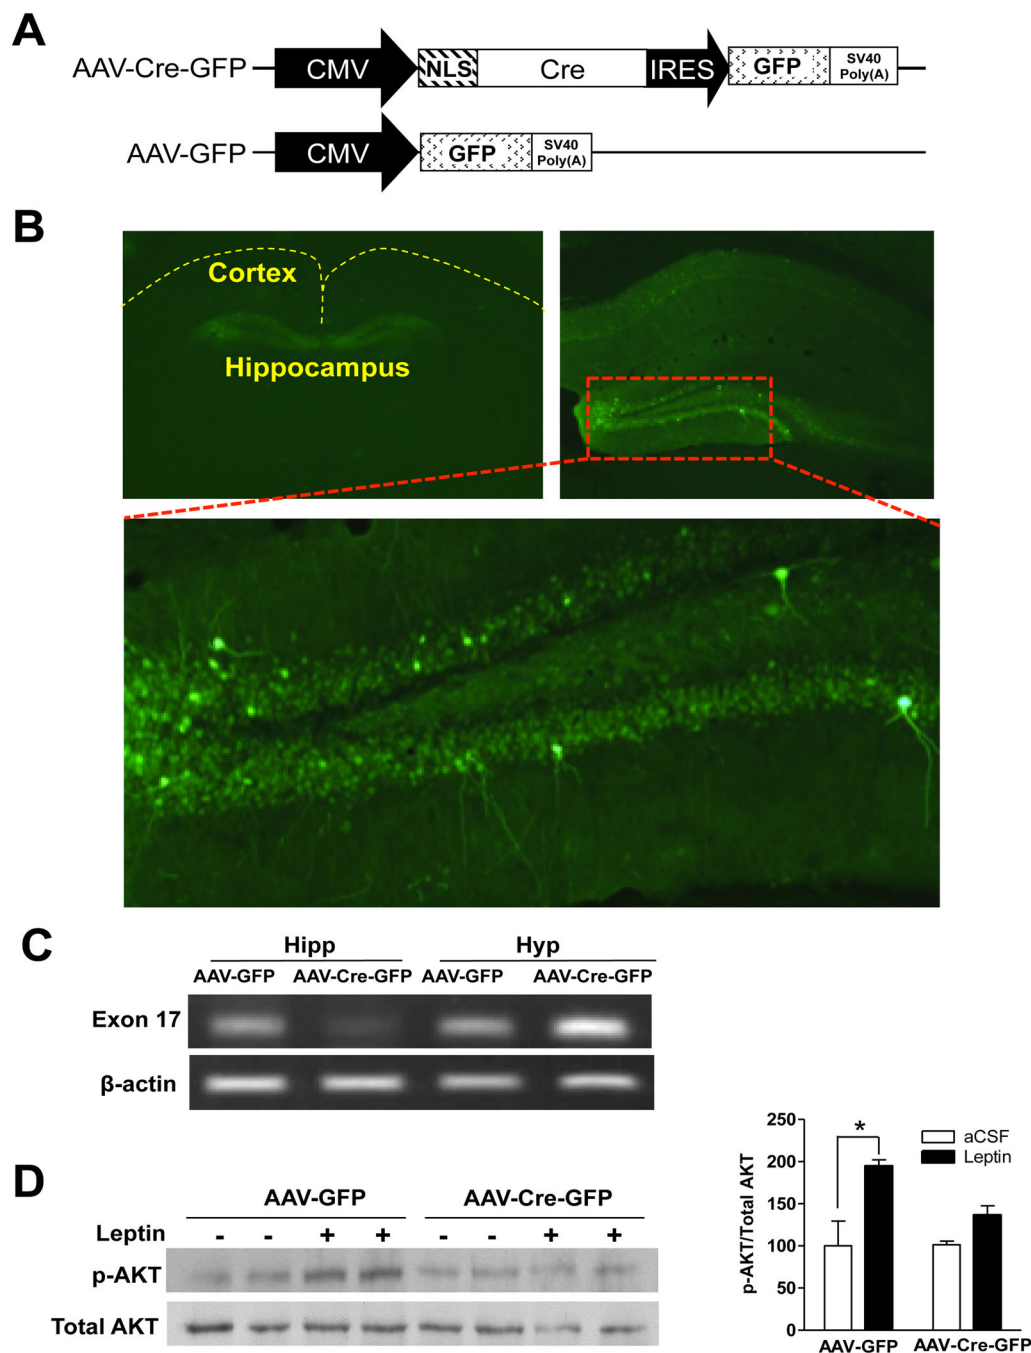 A
AAV-Cre-GFP CMV NLS Cre IRES GFP SV40 Poly(A)
AAV-GFP CMV GFP SV40 Poly(A)
B
Cortex
Hippocampus
C
Hipp Hyp
AAV-GFP AAV-Cre-GFP AAV-GFP AAV-Cre-GFP
Exon 17
β-actin
D
AAV-GFP AAV-Cre-GFP
Leptin - - + + - - + +
p-AKT
Total AKT
p-AKT/Total AKT
250
200
150
100
50
0
*
aCSF
Leptin
AAV-GFP AAV-Cre-GFP